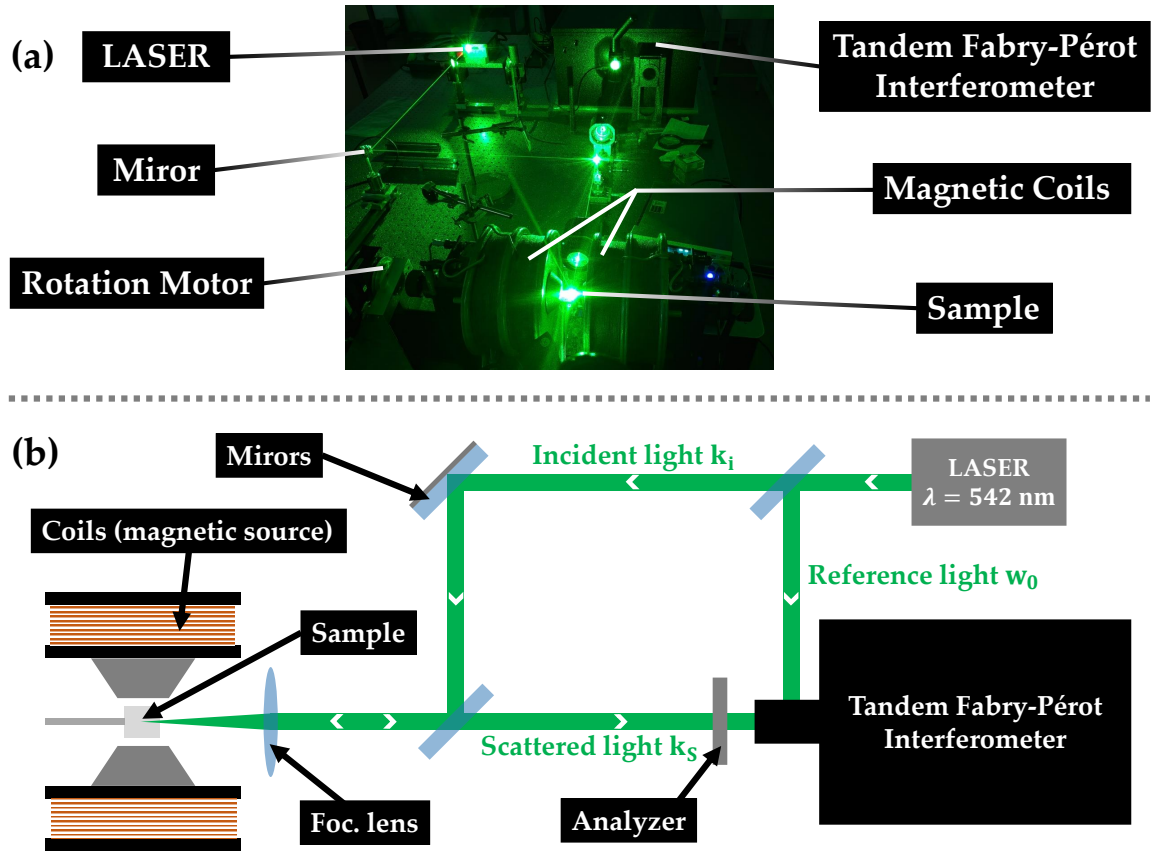 (a)
LASER
Tandem Fabry-Pérot
Interferometer
Miror
Magnetic Coils
Rotation Motor
Sample
(b)
Mirors
Incident light k_i
LASER
λ = 542 nm
Coils (magnetic source)
Reference light w_0
Sample
Tandem Fabry-Pérot
Interferometer
Scattered light k_S
Foc. lens
Analyzer